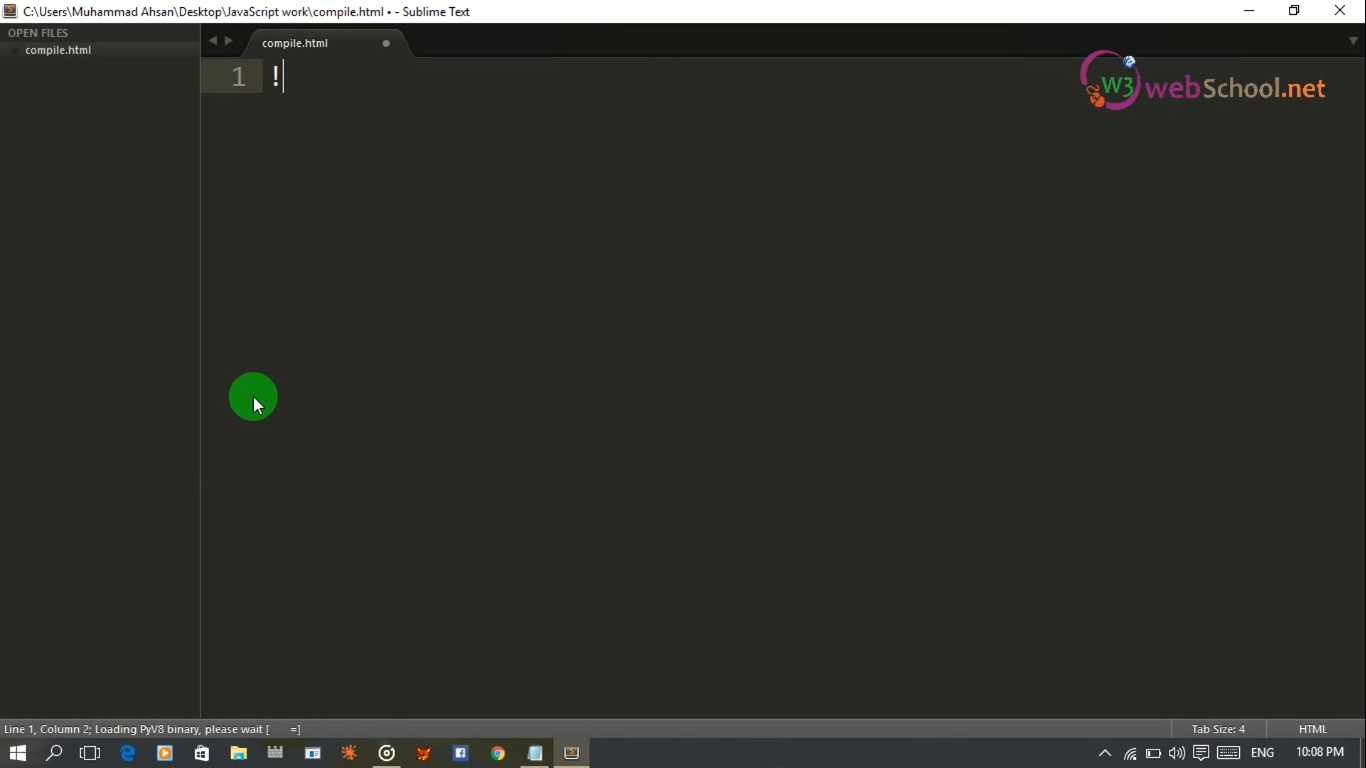 C:\Users\Muhammad Ahsan\Desktop\JavaScript work\compile.html • - Sublime Text
OPEN FILES
compile.html
compile.html
1 !
W3 webSchool.net
Line 1, Column 2; Loading PyV8 binary, please wait [ =]
Tab Size: 4
HTML
ENG
10:08 PM